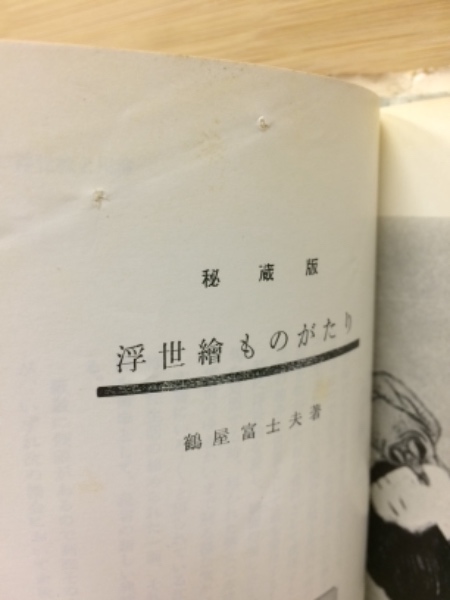 秘蔵版
浮世繪ものがたり
鶴屋富士夫著